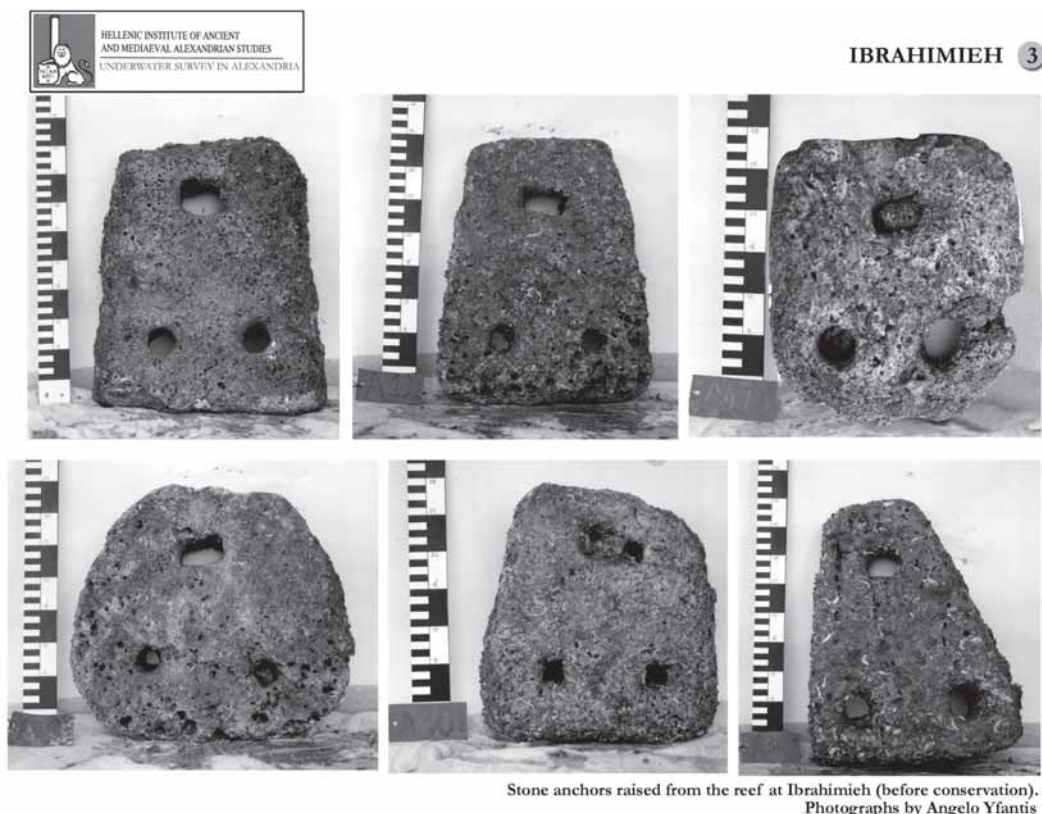 HELLENIC INSTITUTE OF ANCIENT
AND MEDIAEVAL ALEXANDRIAN STUDIES
UNDERWATER SURVEY IN ALEXANDRIA
IBRAHIMIEH 3
Stone anchors raised from the reef at Ibrahimieh (before conservation).
Photographs by Angelo Yfantis